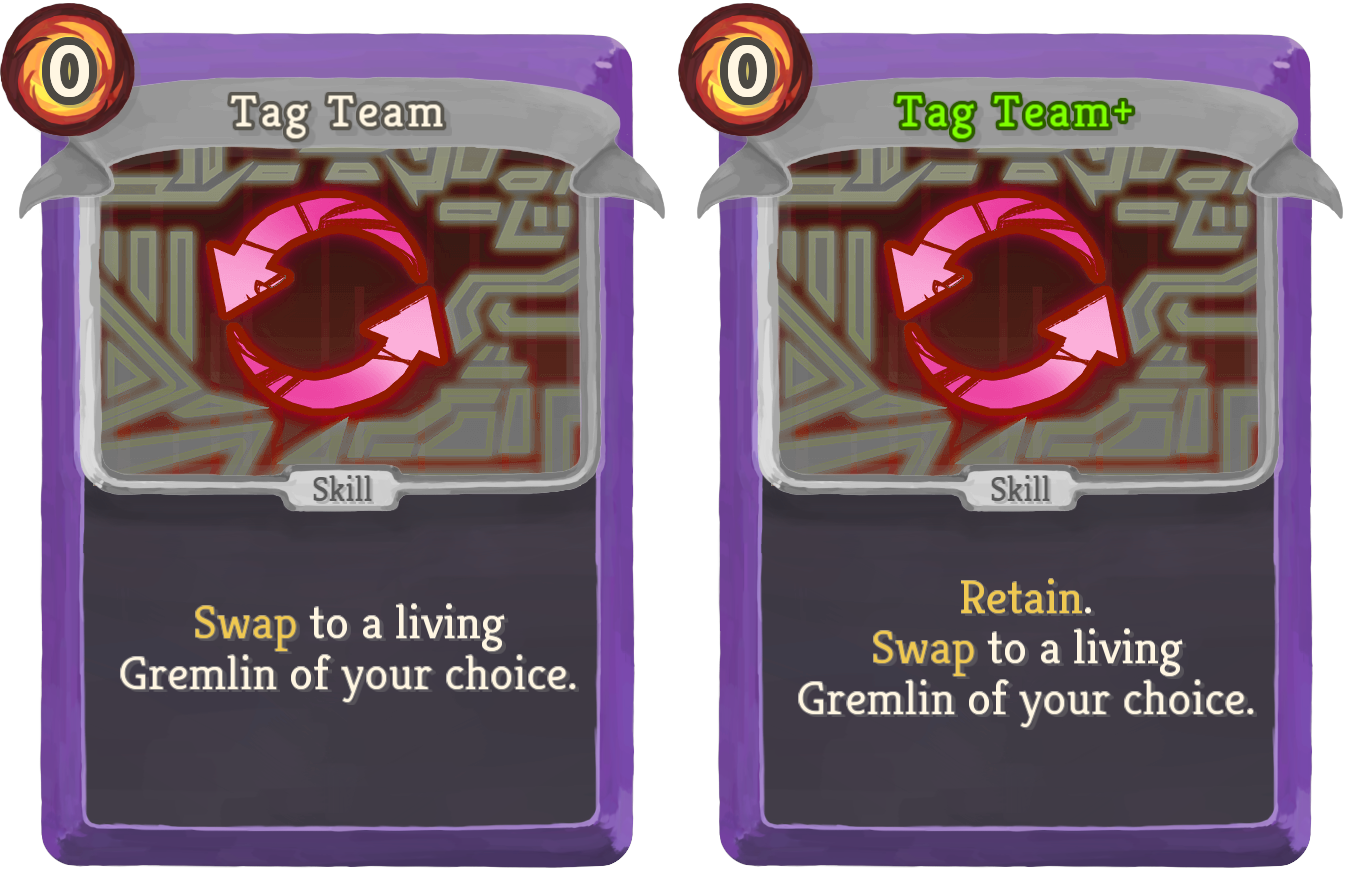 0
Tag Team
Skill
Swap to a living
Gremlin of your choice.
0
Tag Team+
Skill
Retain.
Swap to a living
Gremlin of your choice.